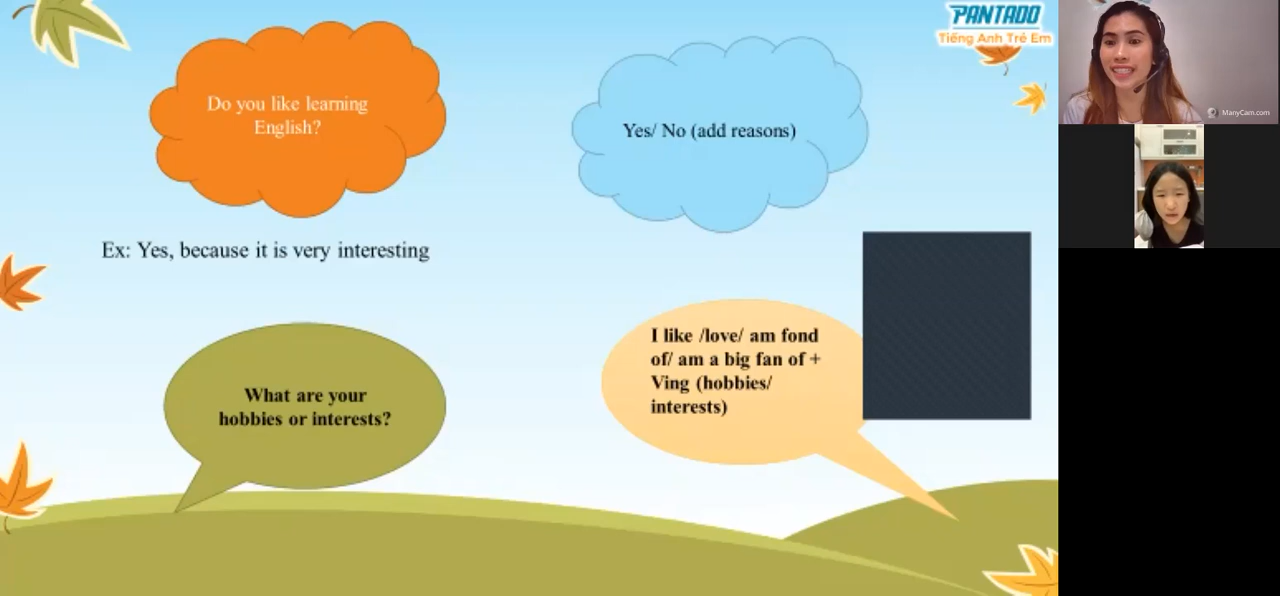 PANTADO
Tiếng Anh Trẻ Em
Do you like learning
English?
Yes/ No (add reasons)
Ex: Yes, because it is very interesting
What are your
hobbies or interests?
I like /love/ am fond
of/ am a big fan of +
Ving (hobbies/
interests)
ManyCam.com